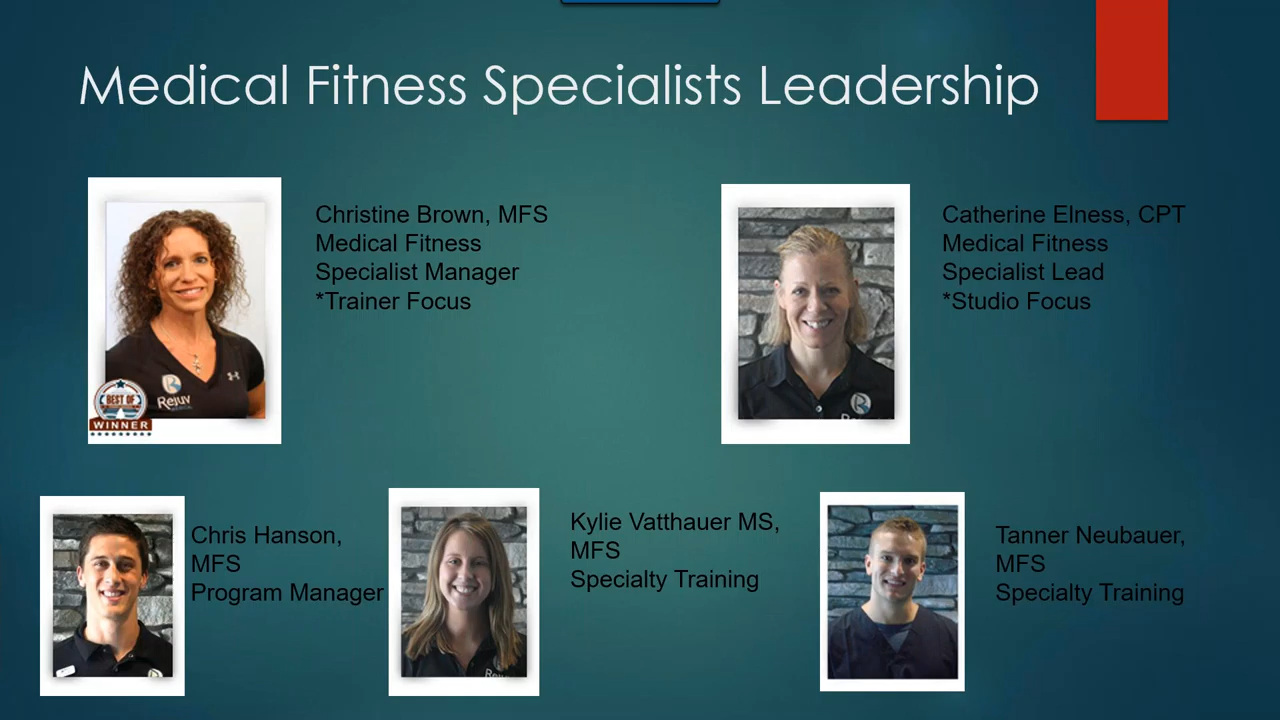 Medical Fitness Specialists Leadership
Christine Brown, MFS
Medical Fitness
Specialist Manager
*Trainer Focus
Catherine Elness, CPT
Medical Fitness
Specialist Lead
*Studio Focus
Rejuv
MEDICAL
BEST OF
WINNER
Chris Hanson,
MFS
Program Manager
Kylie Vatthauer MS,
MFS
Specialty Training
Tanner Neubauer,
MFS
Specialty Training